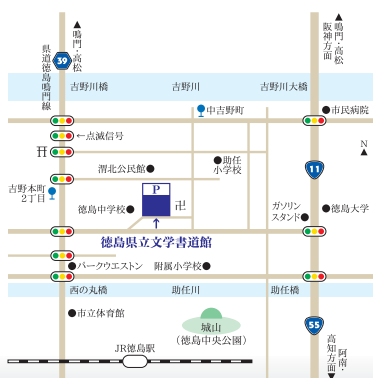 ▲鳴門・高松
県道徳島鳴門線
39
▲鳴門・高松
阪神方面
吉野川橋
吉野川
吉野川大橋
中吉野町
●市民病院
←点滅信号
N
▲
渭北公民館●
●助任
小学校
11
吉野本町
2丁目
P
徳島中学校●
卍
ガソリン
スタンド●
●徳島大学
↑
徳島県立文学書道館
●パークウエストン
附属小学校●
西の丸橋
助任川
助任橋
●市立体育館
城山
(徳島中央公園)
55
JR徳島駅
阿南・
高知方面▼